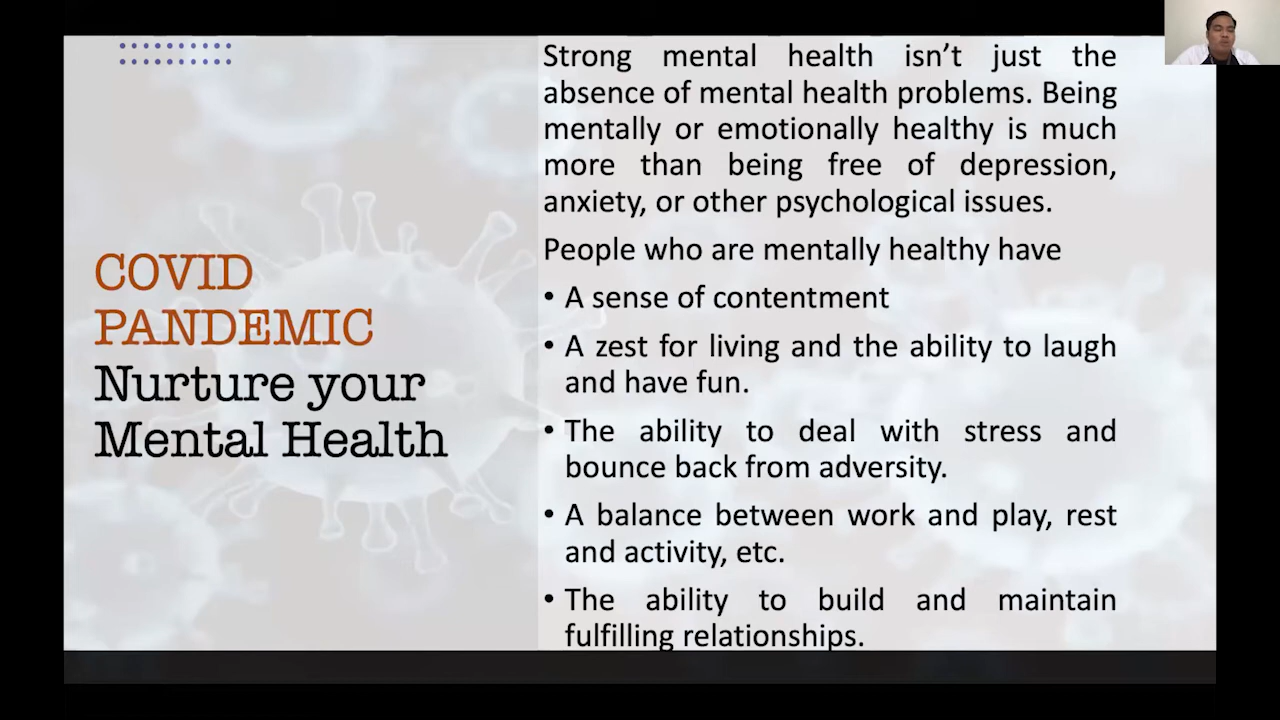 COVID
PANDEMIC
Nurture your
Mental Health
Strong mental health isn’t just the
absence of mental health problems. Being
mentally or emotionally healthy is much
more than being free of depression,
anxiety, or other psychological issues.
People who are mentally healthy have
• A sense of contentment
• A zest for living and the ability to laugh
and have fun.
• The ability to deal with stress and
bounce back from adversity.
• A balance between work and play, rest
and activity, etc.
• The ability to build and maintain
fulfilling relationships.